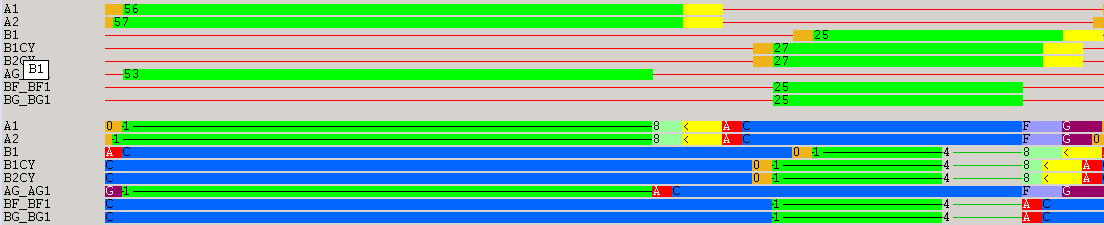 A1 56
A2 57
B1 25
B1CY 27
B2CY 27
B1
AG_ 53
BF_BF1 25
BG_BG1 25
A1 0 1 8 < A C F G
A2 1 8 < A C F G 0
B1 A C 0 1 4 8 <
B1CY C 0 1 4 8 < A
B2CY C 0 1 4 8 < A
AG_AG1 G 1 A C F G
BF_BF1 C 1 4 A C
BG_BG1 C 1 4 A C